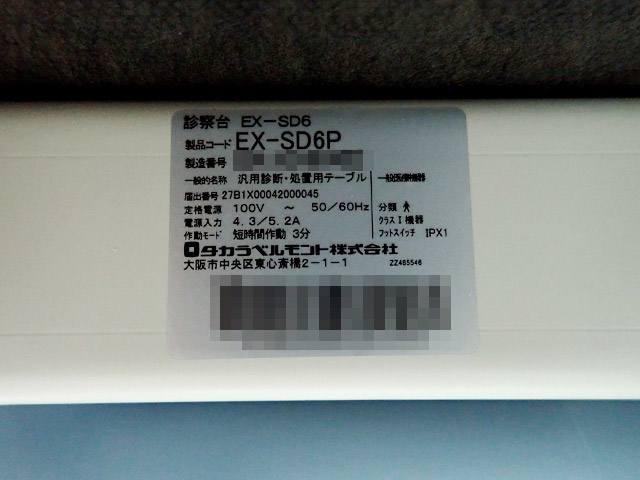 診察台 EX-SD6
製品コード EX-SD6P
製造番号
一般的名称 汎用診断・処置用テーブル 一般医療機器
届出番号 27B1X00042000045
定格電源 100V ～ 50/60Hz 分類
電源入力 4.3/5.2A クラスⅠ機器
作動モード 短時間作動 3分 フットスイッチ IPX1
タカラベルモント株式会社
大阪市中央区東心斎橋2-1-1 ZZ465546